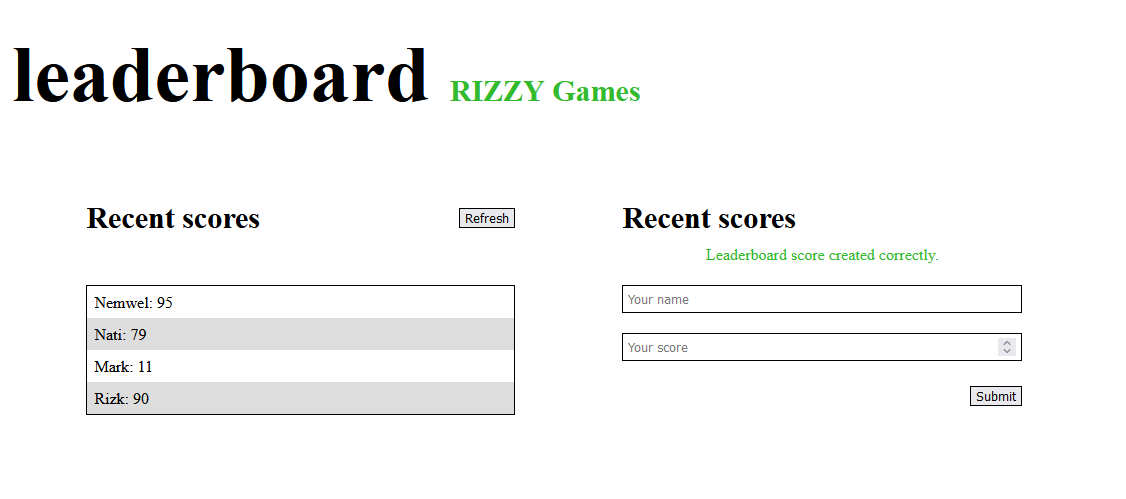 leaderboard RIZZY Games
Recent scores
Refresh
Nemwel: 95
Nati: 79
Mark: 11
Rizk: 90
Recent scores
Leaderboard score created correctly.
Your name
Your score
Submit